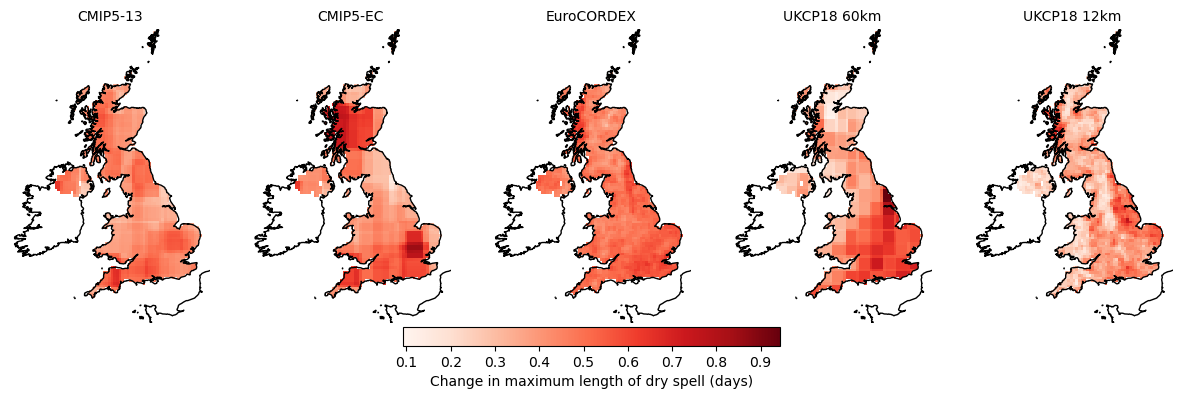 CMIP5-13 CMIP5-EC EuroCORDEX UKCP18 60km UKCP18 12km
0.1 0.2 0.3 0.4 0.5 0.6 0.7 0.8 0.9
Change in maximum length of dry spell (days)